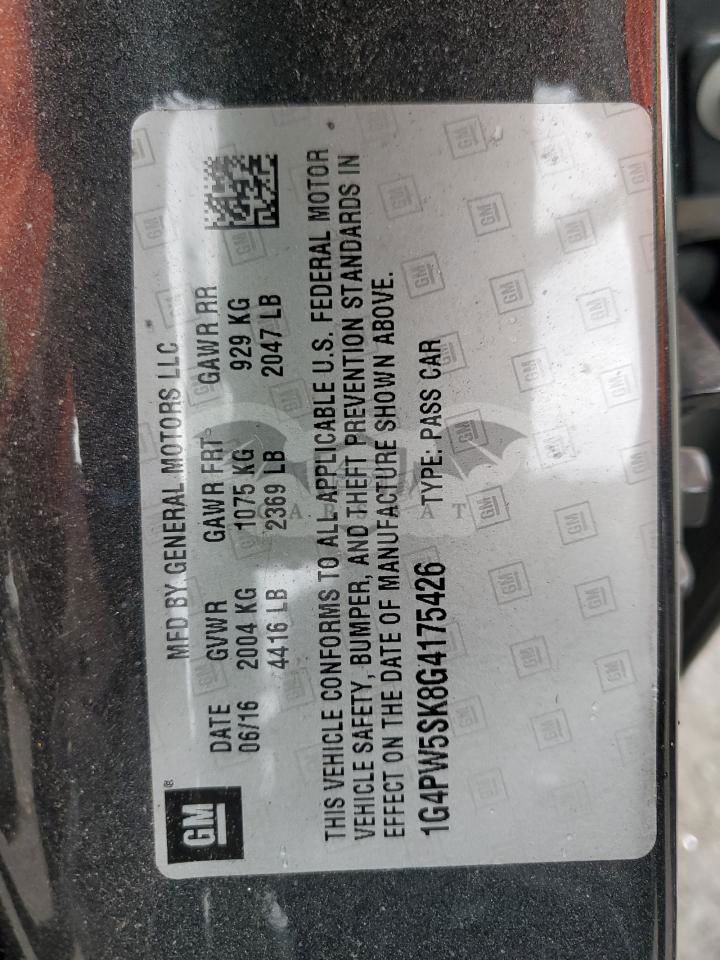 MFD BY GENERAL MOTORS LLC
DATE GVWR GAWR FRT GAWR RR
06/16 2004 KG 1075 KG 929 KG
4416 LB 2369 LB 2047 LB
THIS VEHICLE CONFORMS TO ALL APPLICABLE U.S. FEDERAL MOTOR
VEHICLE SAFETY, BUMPER, AND THEFT PREVENTION STANDARDS IN
EFFECT ON THE DATE OF MANUFACTURE SHOWN ABOVE.
1G4PW5SK8G4175426 TYPE: PASS CAR
GM ®